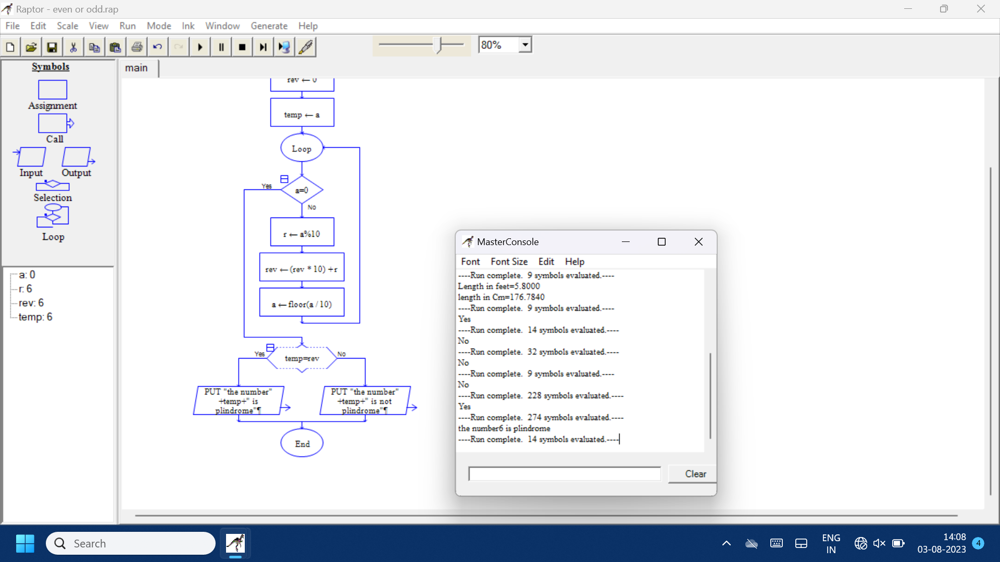 Raptor - even or odd.rap
File Edit Scale View Run Mode Ink Window Generate Help
80%
Symbols
Assignment
Call
Input Output
Selection
Loop
a: 0
r: 6
rev: 6
temp: 6
main
rev ← 0
temp ← a
Loop
Yes
a=0
No
r ← a%10
rev ← (rev * 10) +r
a ← floor(a / 10)
Yes
temp=rev
No
PUT "the number"
+temp+" is
plindrome"¶
PUT "the number"
+temp+" is not
plindrome"¶
End
MasterConsole
Font Font Size Edit Help
----Run complete. 9 symbols evaluated.----
Length in feet=5.8000
length in Cm=176.7840
----Run complete. 9 symbols evaluated.----
Yes
----Run complete. 14 symbols evaluated.----
No
----Run complete. 32 symbols evaluated.----
No
----Run complete. 9 symbols evaluated.----
No
----Run complete. 228 symbols evaluated.----
Yes
----Run complete. 274 symbols evaluated.----
the number6 is plindrome
----Run complete. 14 symbols evaluated.----
Clear
Search
ENG
IN
14:08
03-08-2023
4